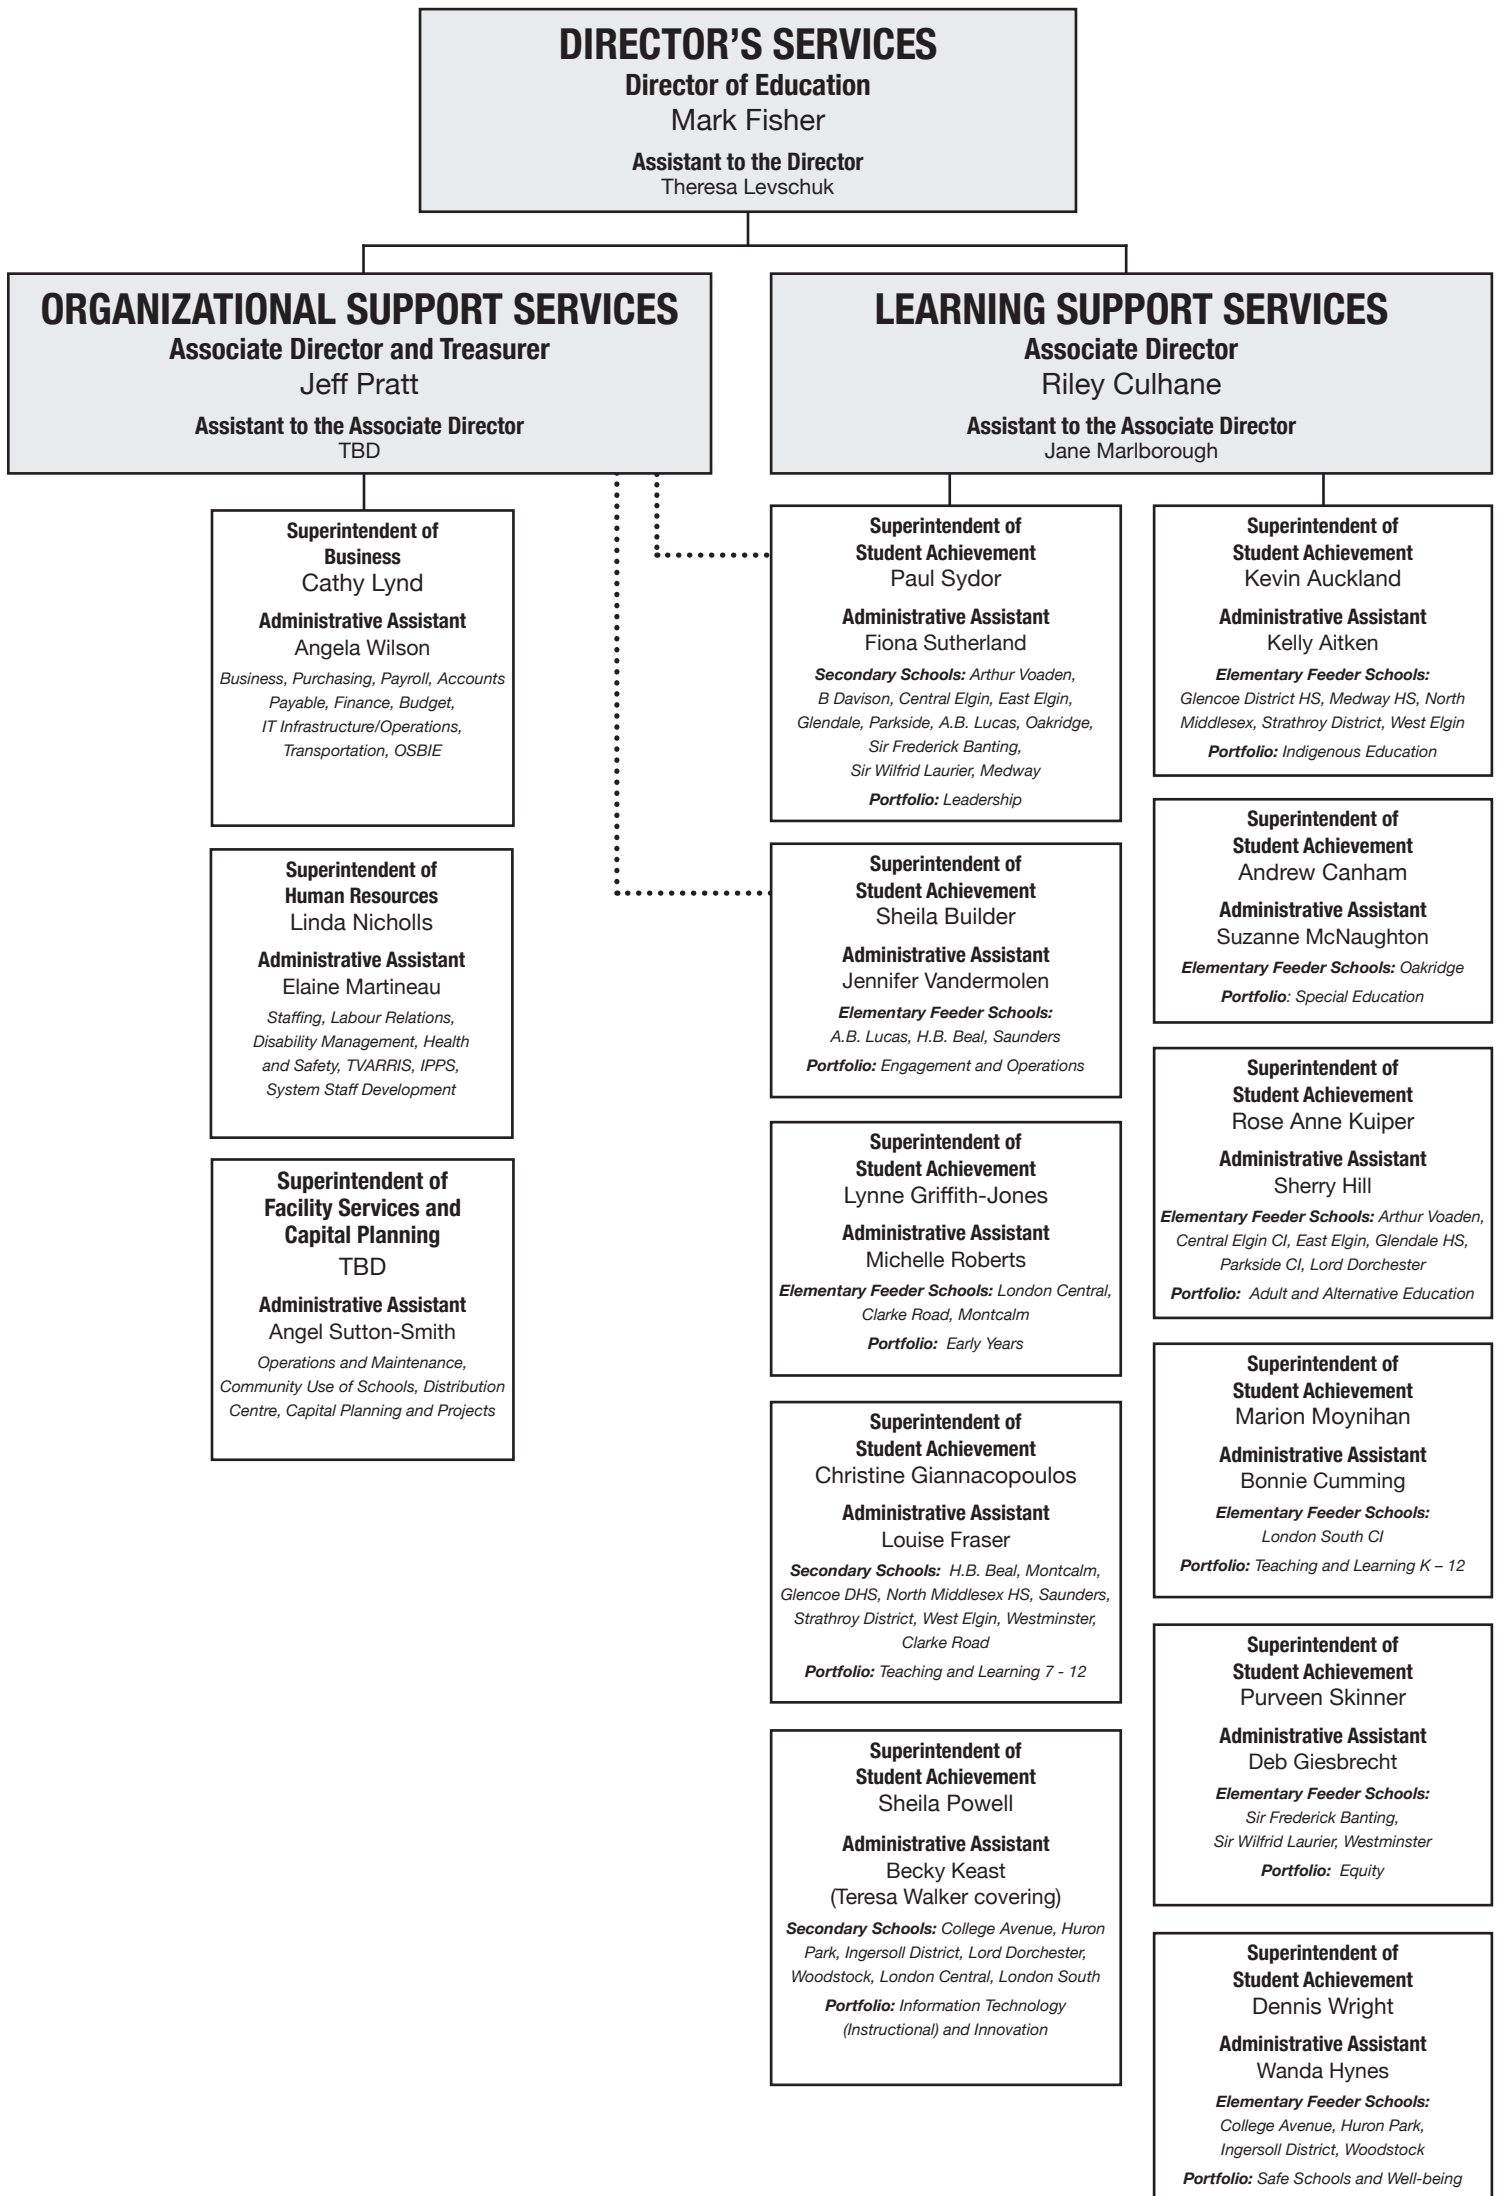 DIRECTOR'S SERVICES
Director of Education
Mark Fisher
Assistant to the Director
Theresa Levschuk
ORGANIZATIONAL SUPPORT SERVICES
Associate Director and Treasurer
Jeff Pratt
Assistant to the Associate Director
TBD
LEARNING SUPPORT SERVICES
Associate Director
Riley Culhane
Assistant to the Associate Director
Jane Marlborough
Superintendent of
Business
Cathy Lynd
Administrative Assistant
Angela Wilson
Business, Purchasing, Payroll, Accounts
Payable, Finance, Budget,
IT Infrastructure/Operations,
Transportation, OSBIE
Superintendent of
Human Resources
Linda Nicholls
Administrative Assistant
Elaine Martineau
Staffing, Labour Relations,
Disability Management, Health
and Safety, TVARRIS, IPPS,
System Staff Development
Superintendent of
Facility Services and
Capital Planning
TBD
Administrative Assistant
Angel Sutton-Smith
Operations and Maintenance,
Community Use of Schools, Distribution
Centre, Capital Planning and Projects
Superintendent of
Student Achievement
Paul Sydor
Administrative Assistant
Fiona Sutherland
Secondary Schools: Arthur Voaden,
B Davison, Central Elgin, East Elgin,
Glendale, Parkside, A.B. Lucas, Oakridge,
Sir Frederick Banting,
Sir Wilfrid Laurier, Medway
Portfolio: Leadership
Superintendent of
Student Achievement
Sheila Builder
Administrative Assistant
Jennifer Vandermolen
Elementary Feeder Schools:
A.B. Lucas, H.B. Beal, Saunders
Portfolio: Engagement and Operations
Superintendent of
Student Achievement
Lynne Griffith-Jones
Administrative Assistant
Michelle Roberts
Elementary Feeder Schools: London Central,
Clarke Road, Montcalm
Portfolio: Early Years
Superintendent of
Student Achievement
Christine Giannacopoulos
Administrative Assistant
Louise Fraser
Secondary Schools: H.B. Beal, Montcalm,
Glencoe DHS, North Middlesex HS, Saunders,
Strathroy District, West Elgin, Westminster,
Clarke Road
Portfolio: Teaching and Learning 7 - 12
Superintendent of
Student Achievement
Sheila Powell
Administrative Assistant
Becky Keast
(Teresa Walker covering)
Secondary Schools: College Avenue, Huron
Park, Ingersoll District, Lord Dorchester,
Woodstock, London Central, London South
Portfolio: Information Technology
(Instructional) and Innovation
Superintendent of
Student Achievement
Kevin Auckland
Administrative Assistant
Kelly Aitken
Elementary Feeder Schools:
Glencoe District HS, Medway HS, North
Middlesex, Strathroy District, West Elgin
Portfolio: Indigenous Education
Superintendent of
Student Achievement
Andrew Canham
Administrative Assistant
Suzanne McNaughton
Elementary Feeder Schools: Oakridge
Portfolio: Special Education
Superintendent of
Student Achievement
Rose Anne Kuiper
Administrative Assistant
Sherry Hill
Elementary Feeder Schools: Arthur Voaden,
Central Elgin CI, East Elgin, Glendale HS,
Parkside CI, Lord Dorchester
Portfolio: Adult and Alternative Education
Superintendent of
Student Achievement
Marion Moynihan
Administrative Assistant
Bonnie Cumming
Elementary Feeder Schools:
London South CI
Portfolio: Teaching and Learning K – 12
Superintendent of
Student Achievement
Purveen Skinner
Administrative Assistant
Deb Giesbrecht
Elementary Feeder Schools:
Sir Frederick Banting,
Sir Wilfrid Laurier, Westminster
Portfolio: Equity
Superintendent of
Student Achievement
Dennis Wright
Administrative Assistant
Wanda Hynes
Elementary Feeder Schools:
College Avenue, Huron Park,
Ingersoll District, Woodstock
Portfolio: Safe Schools and Well-being